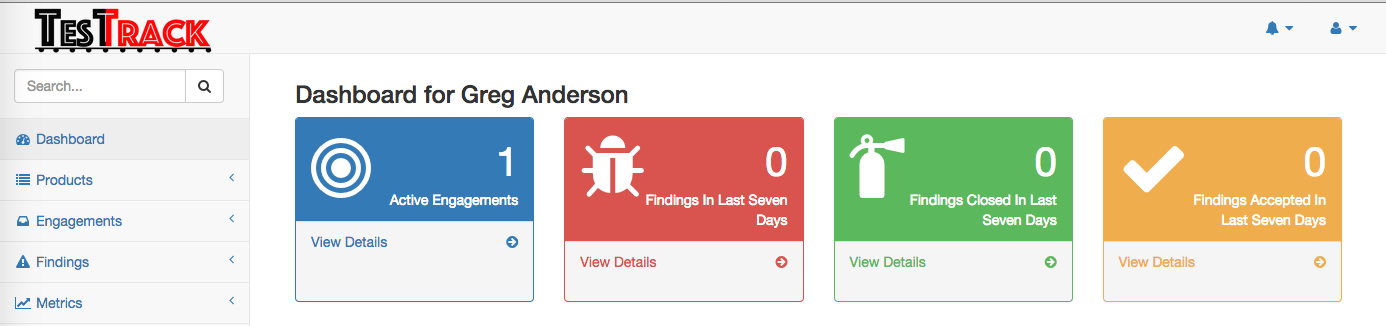 TESTRACK
Search...
Dashboard
Products
Engagements
Findings
Metrics
Dashboard for Greg Anderson
1
Active Engagements
View Details
0
Findings In Last Seven
Days
View Details
0
Findings Closed In Last
Seven Days
View Details
0
Findings Accepted In
Last Seven Days
View Details